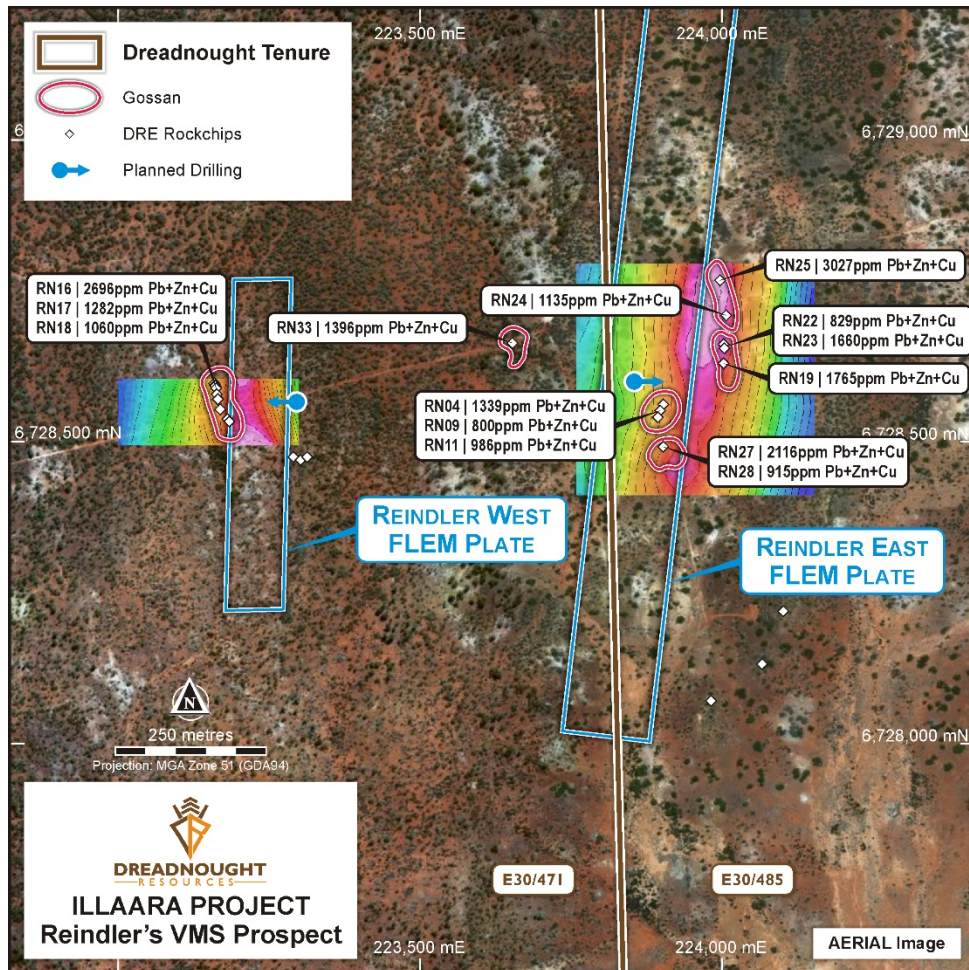 223,500 mE
224,000 mE
Dreadnought Tenure
Gossan
DRE Rockchips
Planned Drilling
6
6,729,000 mN
RN25 | 3027ppm Pb+Zn+Cu
RN24 | 1135ppm Pb+Zn+Cu
RN16 | 2696ppm Pb+Zn+Cu
RN17 | 1282ppm Pb+Zn+Cu
RN18 | 1060ppm Pb+Zn+Cu
RN33 | 1396ppm Pb+Zn+Cu
RN22 | 829ppm Pb+Zn+Cu
RN23 | 1660ppm Pb+Zn+Cu
RN19 | 1765ppm Pb+Zn+Cu
RN04 | 1339ppm Pb+Zn+Cu
RN09 | 800ppm Pb+Zn+Cu
RN11 | 986ppm Pb+Zn+Cu
6,728,500 mN
6,728,500 mN
RN27 | 2116ppm Pb+Zn+Cu
RN28 | 915ppm Pb+Zn+Cu
REINDLER WEST
FLEM PLATE
REINDLER EAST
FLEM PLATE
N
250 metres
Projection: MGA Zone 51 (GDA94)
6,728,000 mN
DREADNOUGHT
RESOURCES
ILLAARA PROJECT
Reindler's VMS Prospect
E30/471
E30/485
223,500 mE
224,000 mE
AERIAL Image